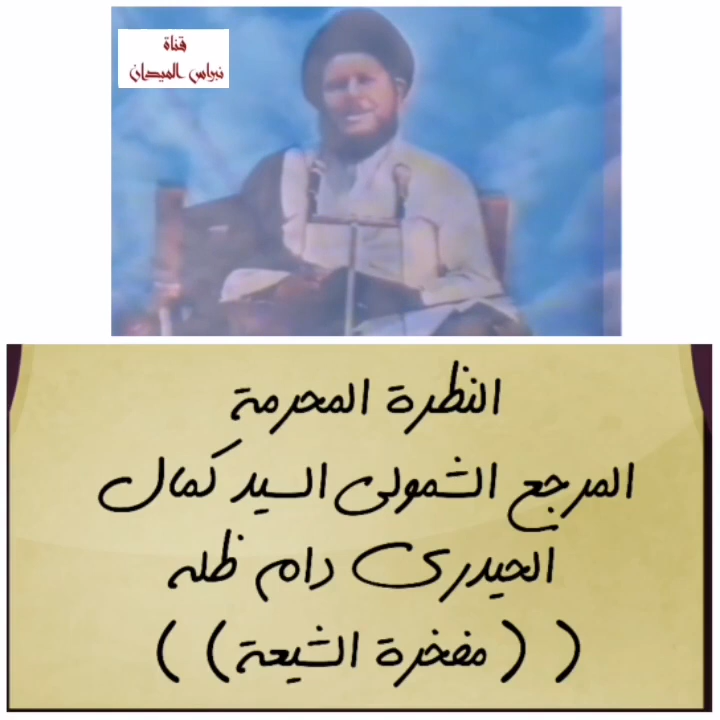 قناة
نبراس الميدان
النظرة المحرمة
المرجع الشمولي السيد كمال
الحيدري دام ظله
( ( مفخرة الشيعة) )